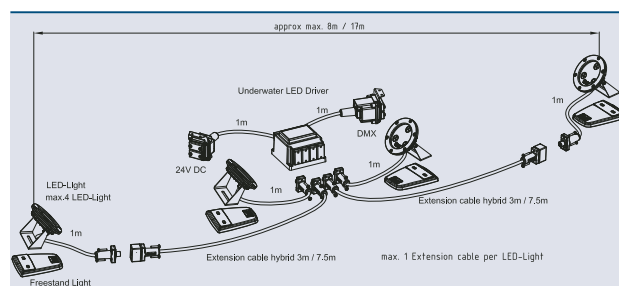 approx max. 8m / 17m
Underwater LED Driver
1m
1m
DMX
1m
24V DC
1m
LED-Light
max.4 LED-Light
1m
1m
Extension cable hybrid 3m / 7.5m
Extension cable hybrid 3m / 7.5m
max. 1 Extension cable per LED-Light
Freestand Light